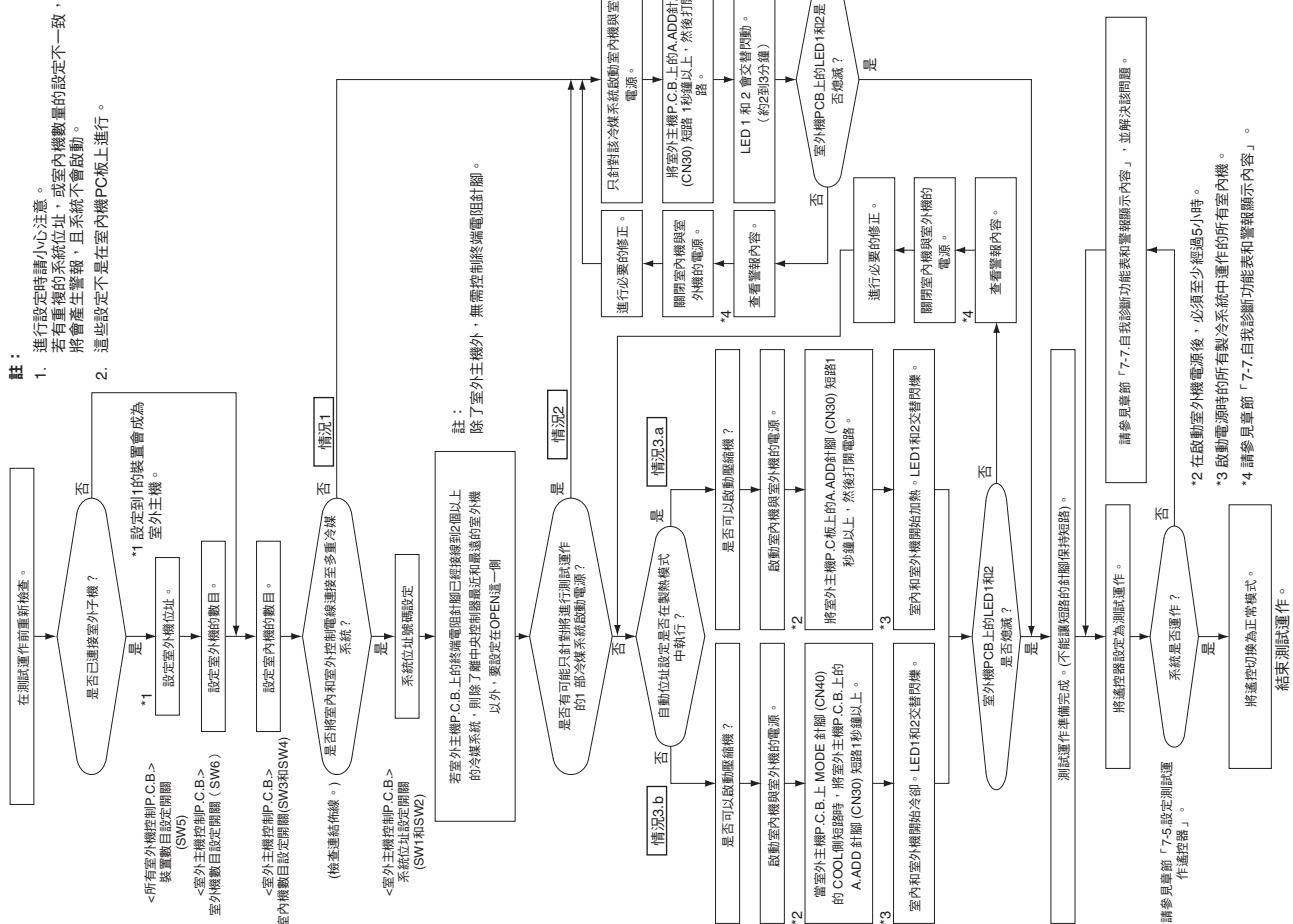 註：
1. 進行設定時請小心注意。
若有重複的系統位址，或室內機數量的設定不一致，
將會產生警報，且系統不會啟動。
2. 這些設定不是在室內機PC板上進行。
在測試運作前重新檢查。
是否已連接室外子機？
否
是
*1 設定到1的裝置會成為
室外主機。
<所有室外機控制P.C.B.>
裝置數目設定開關
(SW5)
*1
設定室外機位址。
<室外主機控制P.C.B.>
室外機數目設定開關（SW6）
設定室外機的數目。
<室外主機控制P.C.B.>
室內機數目設定開關(SW3和SW4)
設定室內機的數目。
(檢查連結佈線。)
是否將室內和室外控制電線連接至多重冷媒
系統？
否
情況1
是
<室外主機控制P.C.B.>
系統位址設定開關
(SW1和SW2)
系統位址號碼設定
若室外主機P.C.B.上的終端電阻針腳已經接線到2個以上
的冷媒系統，則除了離中央控制器最近和最遠的室外機
以外，要設定在OPEN這一側
註：
除了室外主機外，無需控制終端電阻針腳。
是否有可能只針對將進行測試運作
的1 部冷煤系統啟動電源？
是
情況2
否
自動位址設定是否在製熱模式
中執行？
否
是
情況3.b
情況3.a
是否可以啟動壓縮機？
是否可以啟動壓縮機？
*2
啟動室內機與室外機的電源。
*2
啟動室內機與室外機的電源。
當室外主機P.C.B.上 MODE 針腳 (CN40)
的 COOL側短路時，將室外主機P.C.B.上的
A.ADD 針腳 (CN30) 短路1秒鐘以上。
將室外主機P.C板上的A.ADD針腳 (CN30) 短路1
秒鐘以上，然後打開電路。
*3
室內和室外機開始冷卻。LED1和2交替閃爍。
*3
室內和室外機開始加熱。LED1和2交替閃爍。
室外機PCB上的LED1和2
是否熄滅？
否
是
*4
查看警報內容。
關閉室內機與室外機的
電源。
進行必要的修正。
只針對該冷煤系統啟動室內機與室
電源。
將室外主機P.C.B.上的A.ADD針
(CN30) 短路 1秒鐘以上，然後打開
路。
LED 1 和 2 會交替閃動。
（約2到3分鐘）
室外機PCB上的LED1和2是
否熄滅？
否
是
*4
查看警報內容。
關閉室內機與室
外機的電源。
進行必要的修正。
測試運作準備完成。(不能讓短路的針腳保持短路)。
請參見章節「7-5.設定測試運
作遙控器」。
將遙控器設定為測試運作。
系統是否運作？
否
是
請參見章節「7-7.自我診斷功能表和警報顯示內容」，並解決該問題。
將遙控切換為正常模式。
結束測試運作。
*2 在啟動室外機電源後，必須至少經過5小時。
*3 啟動電源時的所有製冷系統中運作的所有室內機。
*4 請參見章節「7-7.自我診斷功能表和警報顯示內容」。